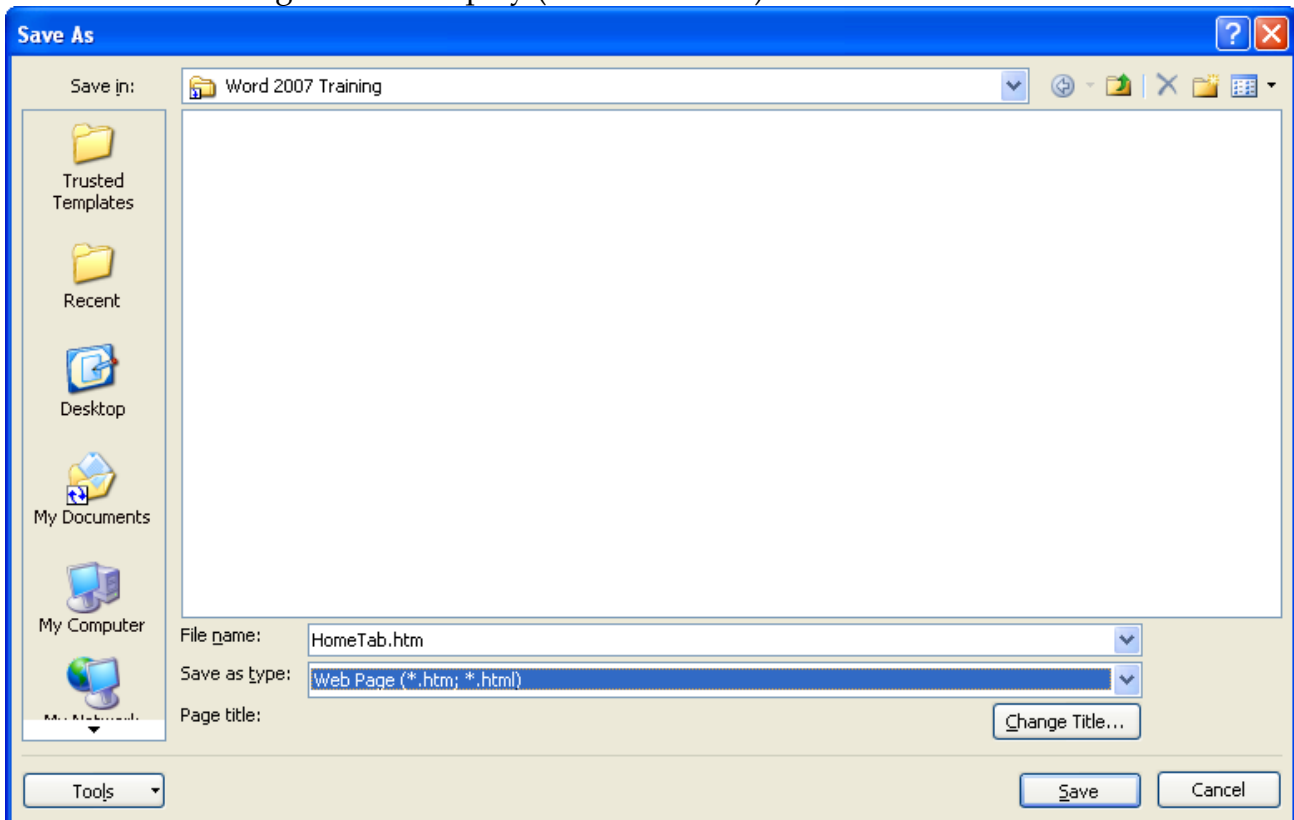 Save As
Save in:
Word 2007 Training
Trusted
Templates
Recent
Desktop
My Documents
My Computer
File name:
HomeTab.htm
Save as type:
Web Page (*.htm; *.html)
Page title:
Change Title...
Tools
Save
Cancel